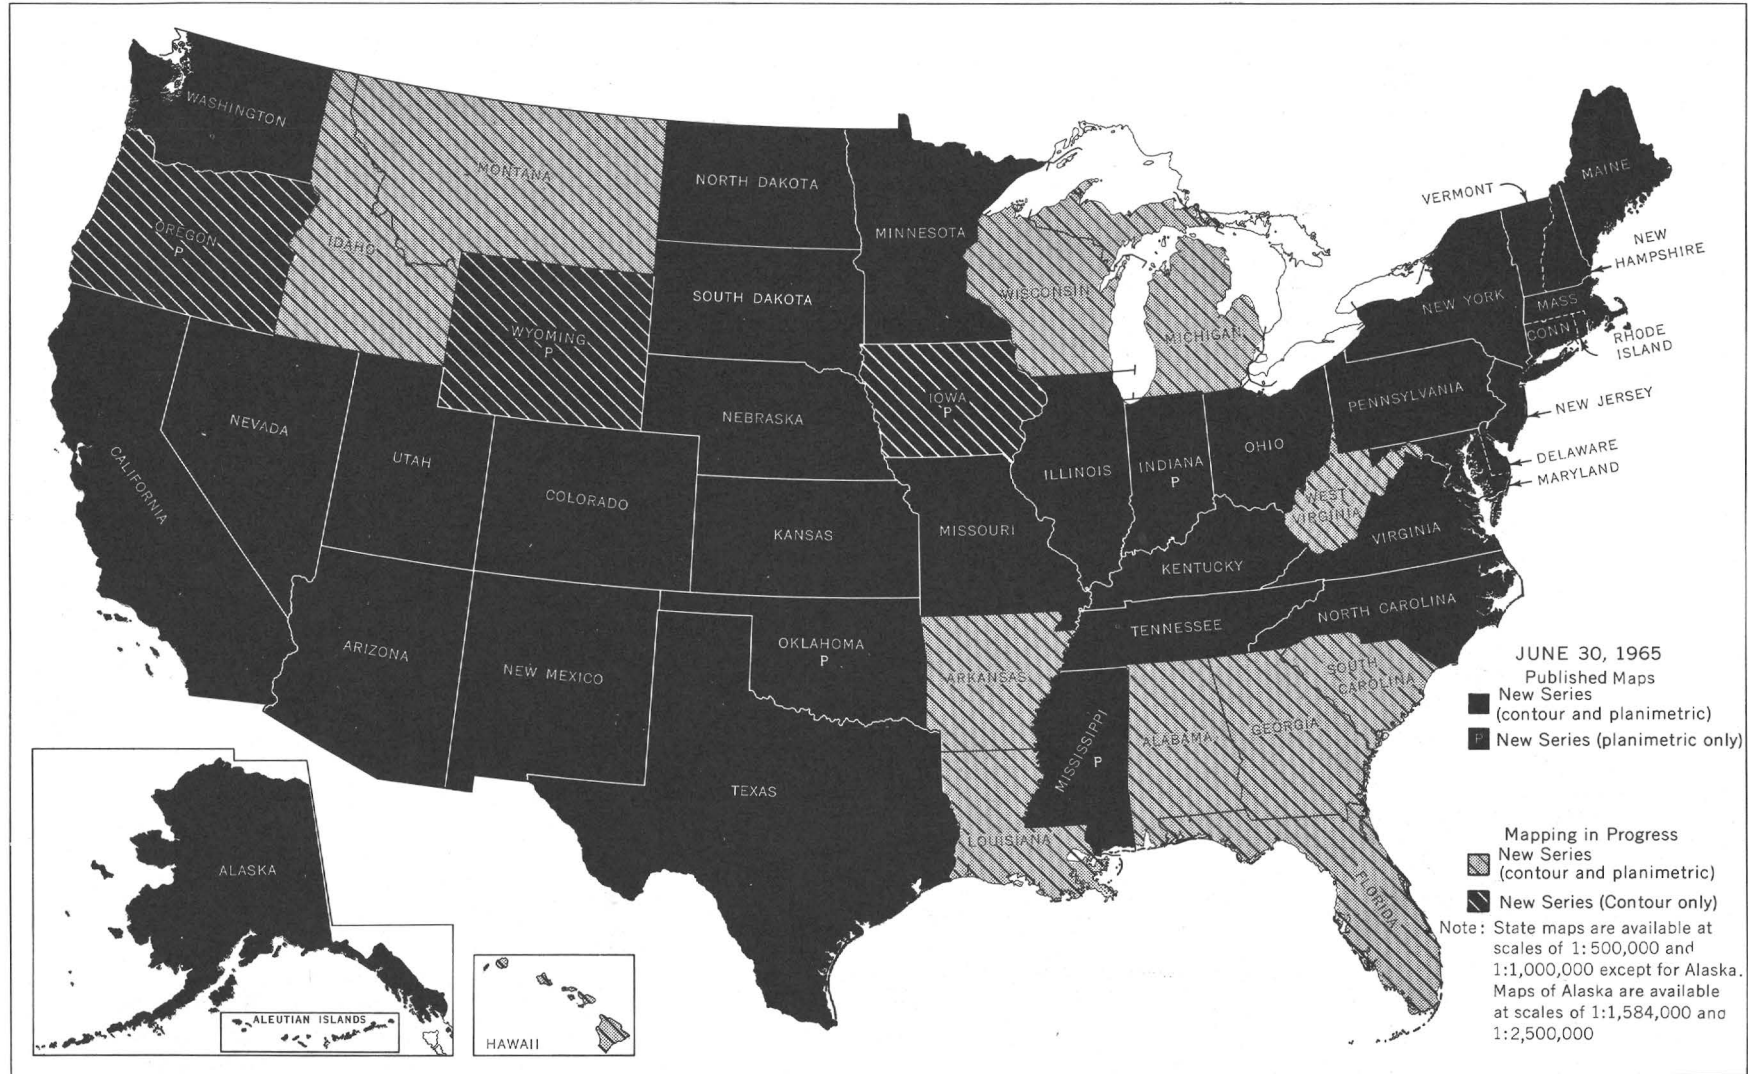 WASHINGTON
MONTANA
NORTH DAKOTA
MINNESOTA
VERMONT
MAINE
OREGON
P
IDAHO
NEW
HAMPSHIRE
SOUTH DAKOTA
WISCONSIN
MICHIGAN
NEW YORK
MASS
CONN
RHODE
ISLAND
WYOMING
P
IOWA
P
NEBRASKA
PENNSYLVANIA
NEW JERSEY
NEVADA
UTAH
CALIFORNIA
COLORADO
ILLINOIS
INDIANA
P
OHIO
DELAWARE
MARYLAND
WEST
VIRGINIA
VIRGINIA
KANSAS
MISSOURI
KENTUCKY
ARIZONA
NEW MEXICO
OKLAHOMA
P
ARKANSAS
TENNESSEE
NORTH CAROLINA
SOUTH
CAROLINA
MISSISSIPPI
P
ALABAMA
GEORGIA
TEXAS
LOUISIANA
FLORIDA
ALASKA
ALEUTIAN ISLANDS
HAWAII
JUNE 30, 1965
Published Maps
New Series
(contour and planimetric)
P New Series (planimetric only)
Mapping in Progress
New Series
(contour and planimetric)
New Series (Contour only)
Note: State maps are available at
scales of 1:500,000 and
1:1,000,000 except for Alaska.
Maps of Alaska are available
at scales of 1:1,584,000 and
1:2,500,000